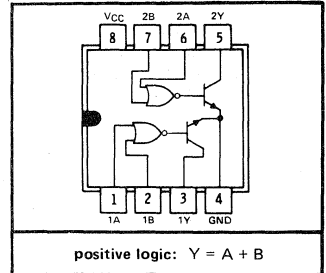 VCC 2B 2A 2Y
8 7 6 5
1 2 3 4
1A 1B 1Y GND
positive logic: Y = A + B